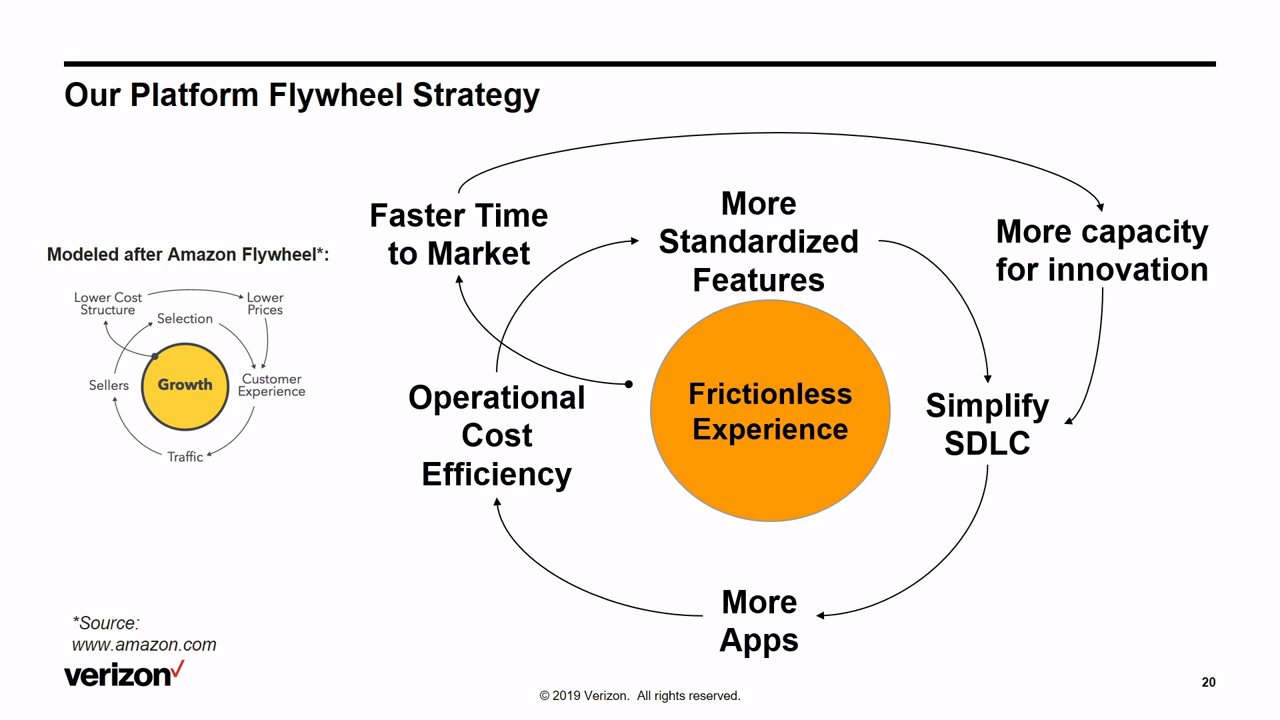 Our Platform Flywheel Strategy
Modeled after Amazon Flywheel*:
Lower Cost
Structure
Lower
Prices
Selection
Sellers
Growth
Customer
Experience
Traffic
Faster Time
to Market
More
Standardized
Features
More capacity
for innovation
Operational
Cost
Efficiency
Frictionless
Experience
Simplify
SDLC
More
Apps
*Source:
www.amazon.com
verizon✓
© 2019 Verizon. All rights reserved.
20